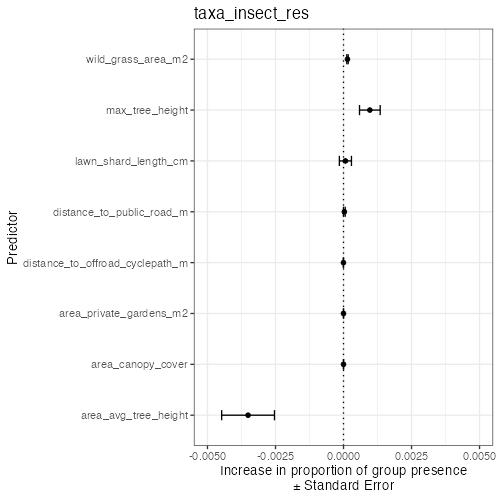 taxa_insect_res
wild_grass_area_m2
max_tree_height
lawn_shard_length_cm
distance_to_public_road_m
distance_to_offroad_cyclepath_m
area_private_gardens_m2
area_canopy_cover
area_avg_tree_height
Predictor
-0.0050 -0.0025 0.0000 0.0025 0.0050
Increase in proportion of group presence
± Standard Error